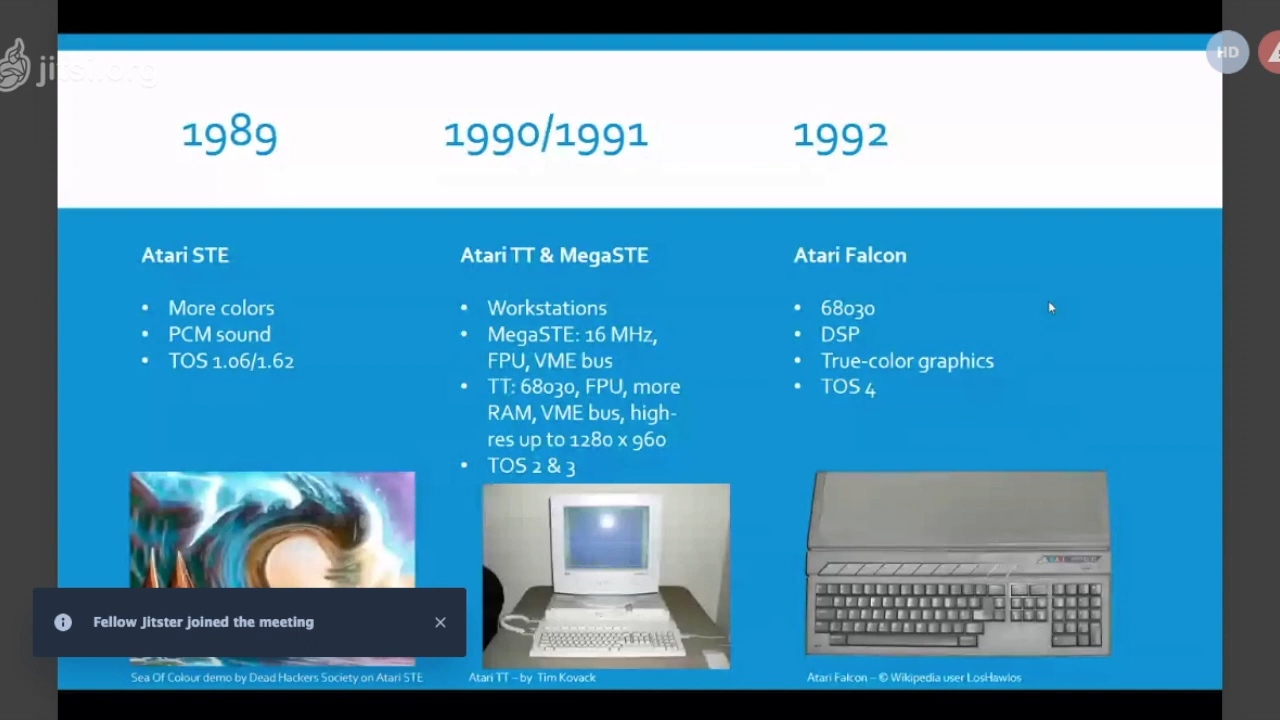 jitsi.org
HD
1989
1990/1991
1992
Atari STE
• More colors
• PCM sound
• TOS 1.06/1.62
Atari TT & MegaSTE
• Workstations
• MegaSTE: 16 MHz,
FPU, VME bus
• TT: 68030, FPU, more
RAM, VME bus, high-
res up to 1280 x 960
• TOS 2 & 3
Atari Falcon
• 68030
• DSP
• True-color graphics
• TOS 4
Fellow Jitster joined the meeting
Sea Of Colour demo by Dead Hackers Society on Atari STE
Atari TT – by Tim Kovack
Atari Falcon – © Wikipedia user LosHawlos